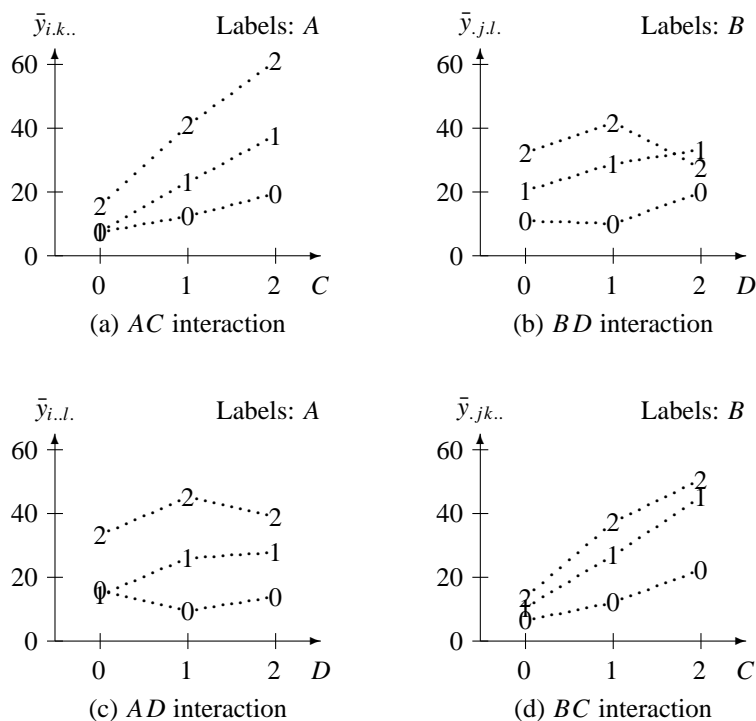 ȳi.k.. Labels: A ȳ.j.l. Labels: B
60 2 60
40 2 1 40 2 2 1
20 2 1 0 20 1 1 2 0
0 1 0 0 0 0 0
0 1 2 C 0 1 2 D
(a) AC interaction (b) BD interaction
ȳi..l. Labels: A ȳ.jk.. Labels: B
60 60
40 2 2 2 40 2 2 1
20 0 1 1 1 20 2 1 1 0
0 0 0 0 0 0
0 1 2 D 0 1 2 C
(c) AD interaction (d) BC interaction